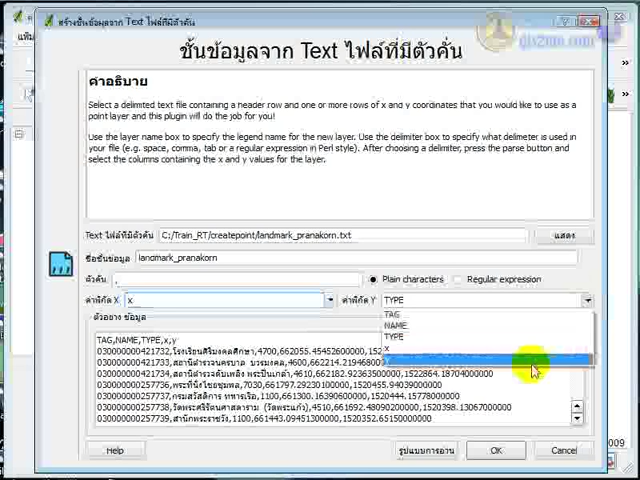 สร้างชั้นข้อมูลจาก Text ไฟล์ที่มีตัวคั่น
gis2me.com
ชั้นข้อมูลจาก Text ไฟล์ที่มีตัวคั่น
คำอธิบาย
Select a delimited text file containing a header row and one or more rows of x and y coordinates that you would like to use as a
point layer and this plugin will do the job for you!
Use the layer name box to specify the legend name for the new layer. Use the delimiter box to specify what delimeter is used in
your file (e.g. space, comma, tab or a regular expression in Perl style). After choosing a delimiter, press the parse button and
select the columns containing the x and y values for the layer.
Text ไฟล์ที่มีตัวคั่น C:/Train_RT/createpoint/landmark_pranakorn.txt แสดง
ชื่อชั้นข้อมูล landmark_pranakorn
ตัวคั่น , Plain characters Regular expression
ค่าพิกัด X x ค่าพิกัด Y TYPE
TAG
NAME
TYPE
x
ตัวอย่าง ข้อมูล
TAG,NAME,TYPE,x,y
03000000421732,โรงเรียนศิริมงคลศึกษา,4700,662055.45452600000,152
03000000421733,สถานีตำรวจนครบาล บวรมงคล,4600,662214.2194680
03000000421734,สถานีตำรวจดับเพลิง พระปิ่นเกล้า,4610,662182.92363300000,1522864.18704000000
03000000257736,พระที่นั่งไชยชุมพล,7030,661797.29230100000,1520455.94039000000
03000000257737,กรมสวัสดิการ ทหารเรือ,1100,661630.36291200000,1520444.15778000000
03000000257738,วัดพระศรีรัตนศาสดาราม (วัดพระแก้ว),4510,661692.48090200000,1520398.13067000000
03000000257739,สำนักพระราชวัง,1100,661443.09451300000,1520352.65150000000
Help รูปแบบการอ่าน OK Cancel